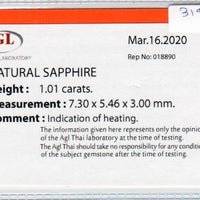 GL
Mar.16.2020
LABORATORY
Rep No: 018890
ATURAL SAPPHIRE
eight : 1.01 carats.
easurement : 7.30 x 5.46 x 3.00 mm.
omment : Indication of heating.
The information given here represents only the opinion
of the Agl Thai laboratory at the time of testing.
The Agl Thai should take no responsibility for any condition
of the subject gemstone after the time of testing.